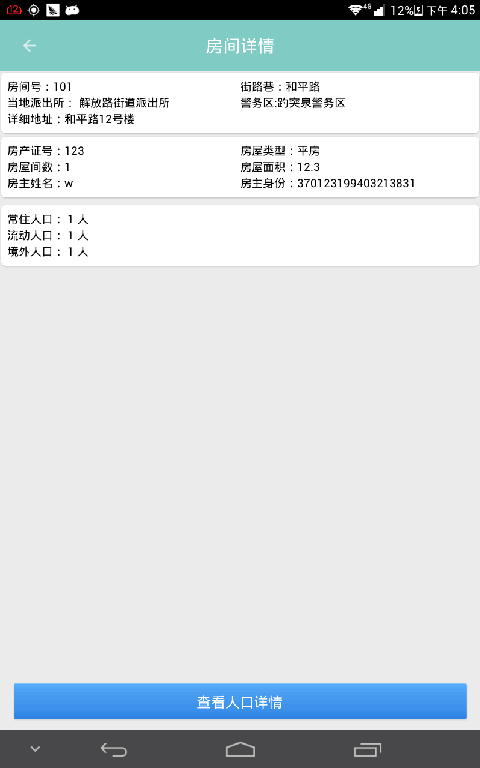 12 4G 12% 下午 4:05
房间详情
房间号：101 街路巷：和平路
当地派出所： 解放路街道派出所 警务区:趵突泉警务区
详细地址：和平路12号楼
房产证号：123 房屋类型：平房
房屋间数：1 房屋面积：12.3
房主姓名：w 房主身份：370123199403213831
常住人口： 1 人
流动人口： 1 人
境外人口： 1 人
查看人口详情